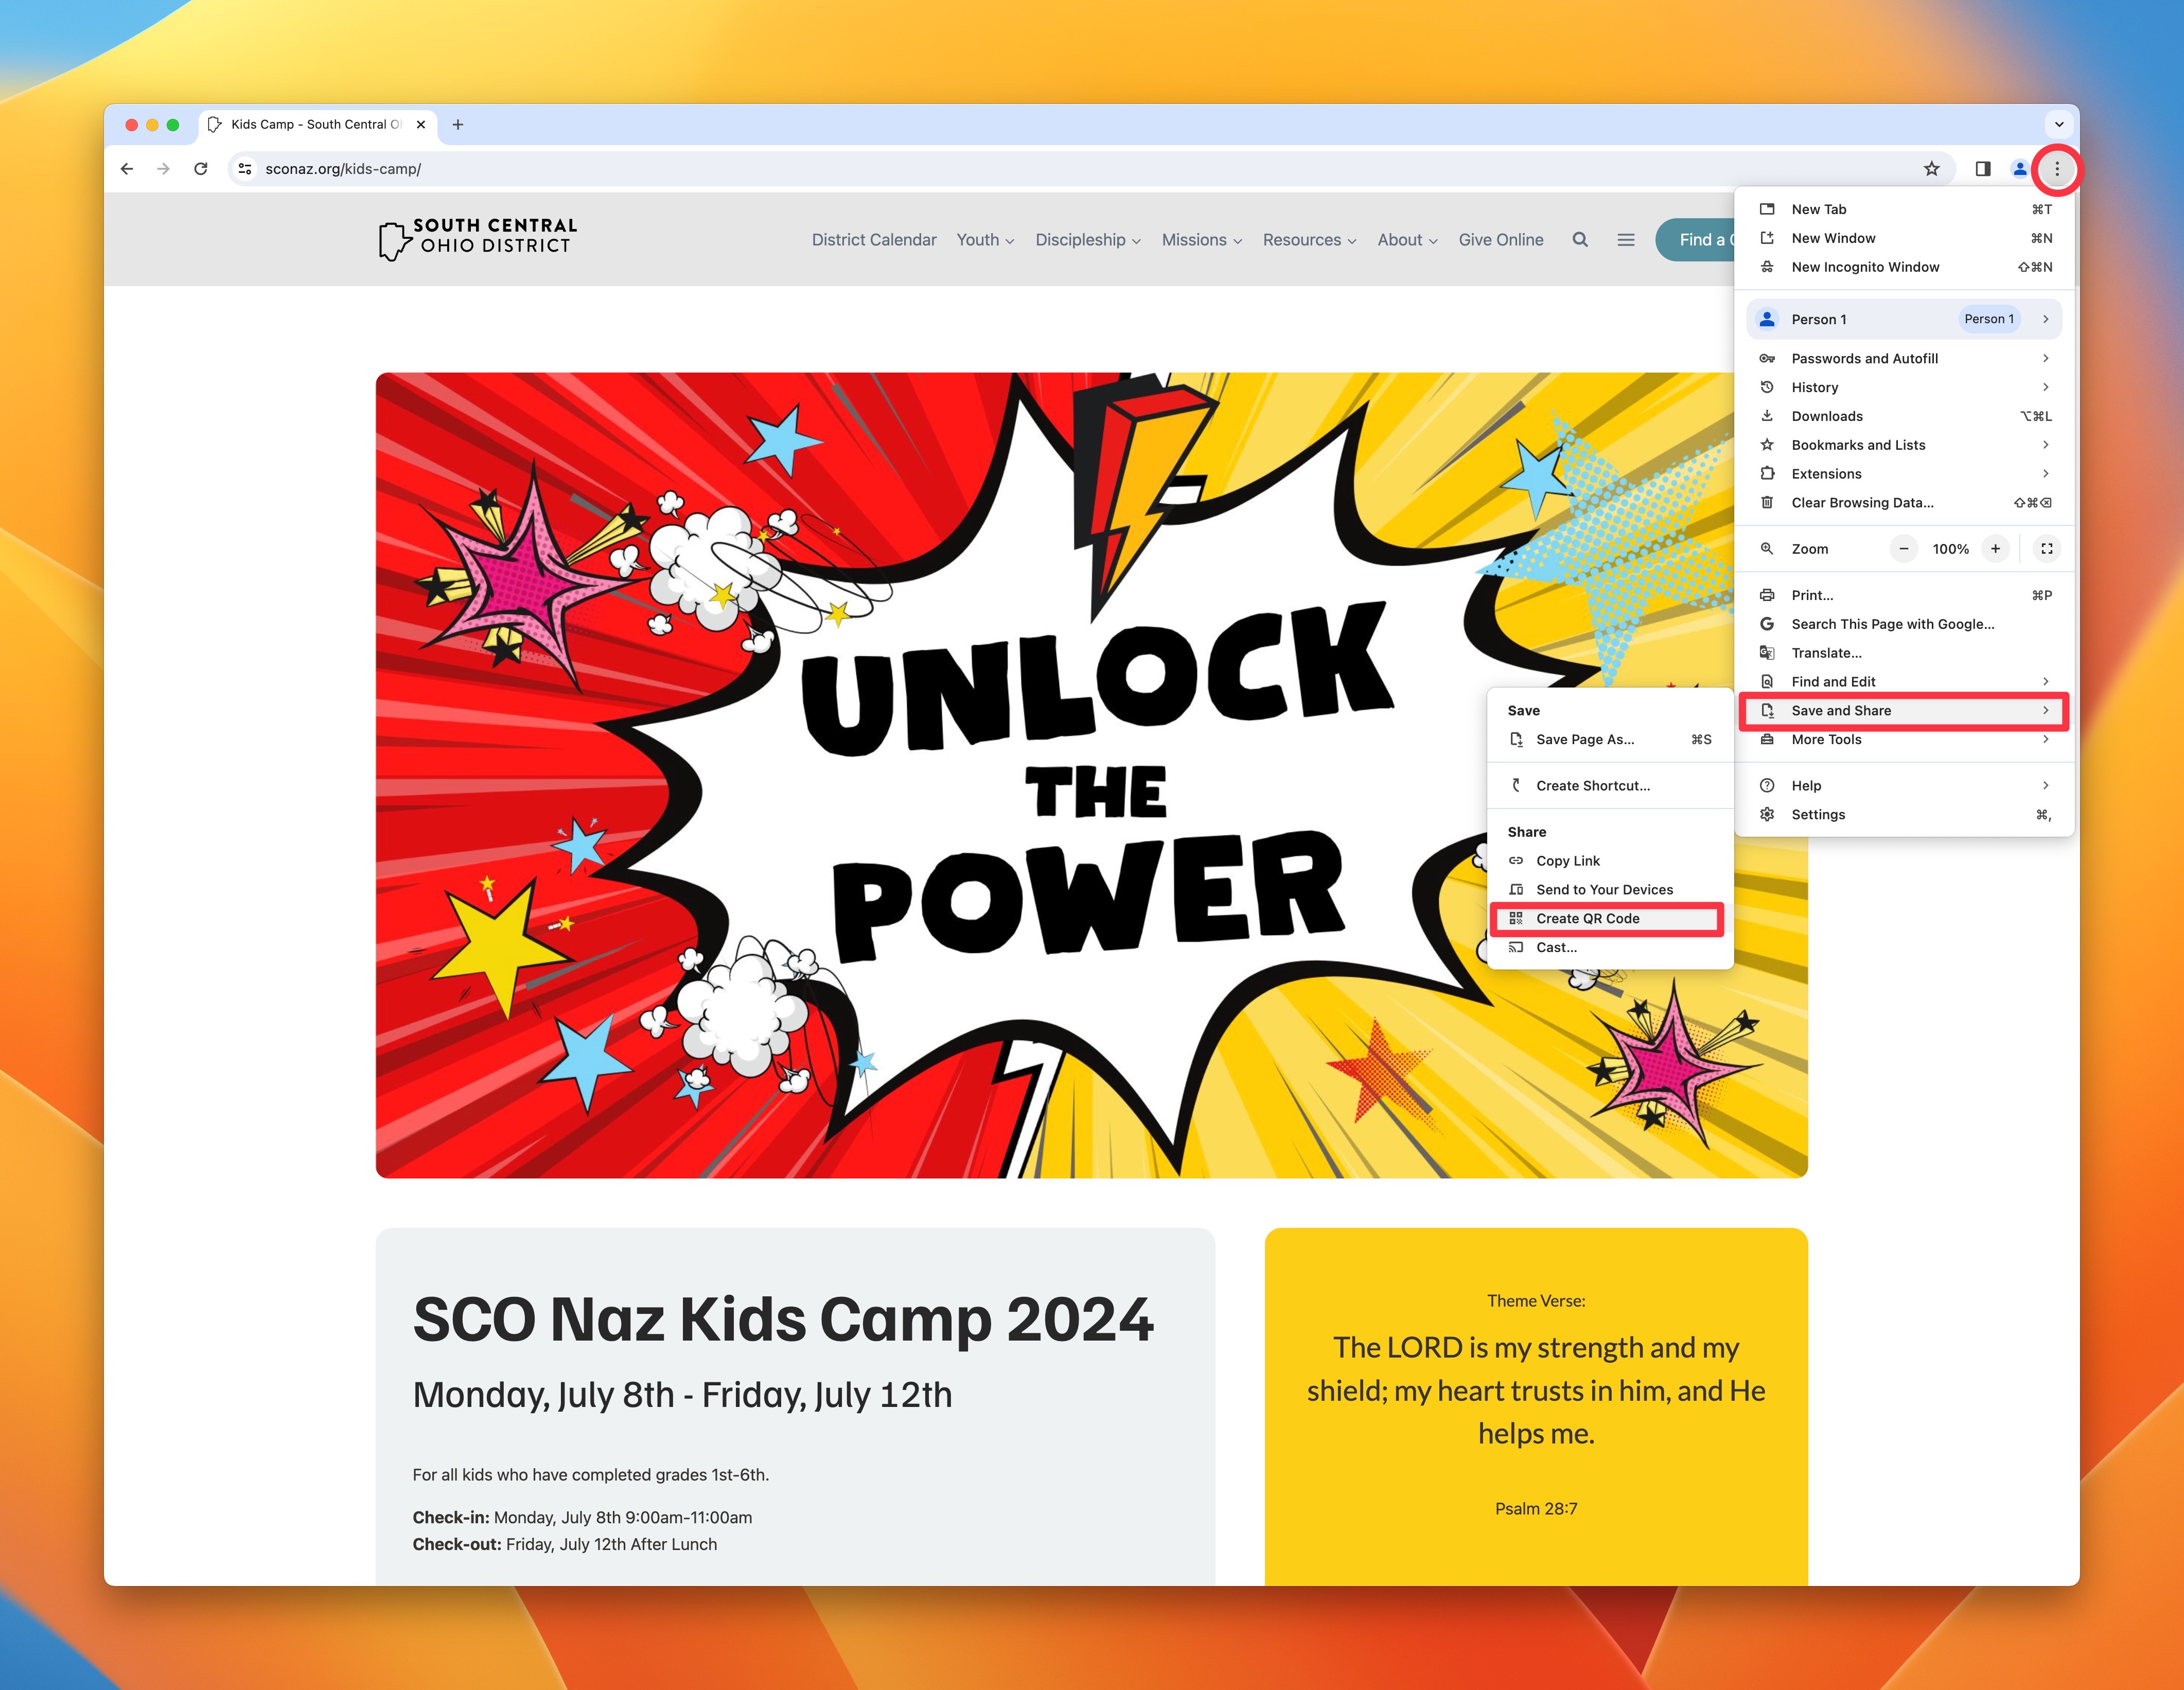 Kids Camp - South Central O
sconaz.org/kids-camp/
SOUTH CENTRAL
OHIO DISTRICT
District Calendar Youth Discipleship Missions Resources About Give Online Find a
UNLOCK
THE
POWER
New Tab ⌘T
New Window ⌘N
New Incognito Window ⇧⌘N
Person 1 Person 1
Passwords and Autofill
History
Downloads ⌥⌘L
Bookmarks and Lists
Extensions
Clear Browsing Data... ⇧⌘⌫
Zoom − 100% +
Print... ⌘P
Search This Page with Google...
Translate...
Find and Edit
Save and Share
More Tools
Help
Settings ⌘,
Save
Save Page As... ⌘S
Create Shortcut...
Share
Copy Link
Send to Your Devices
Create QR Code
Cast...
SCO Naz Kids Camp 2024
Monday, July 8th - Friday, July 12th
For all kids who have completed grades 1st-6th.
Check-in: Monday, July 8th 9:00am-11:00am
Check-out: Friday, July 12th After Lunch
Theme Verse:
The LORD is my strength and my
shield; my heart trusts in him, and He
helps me.
Psalm 28:7